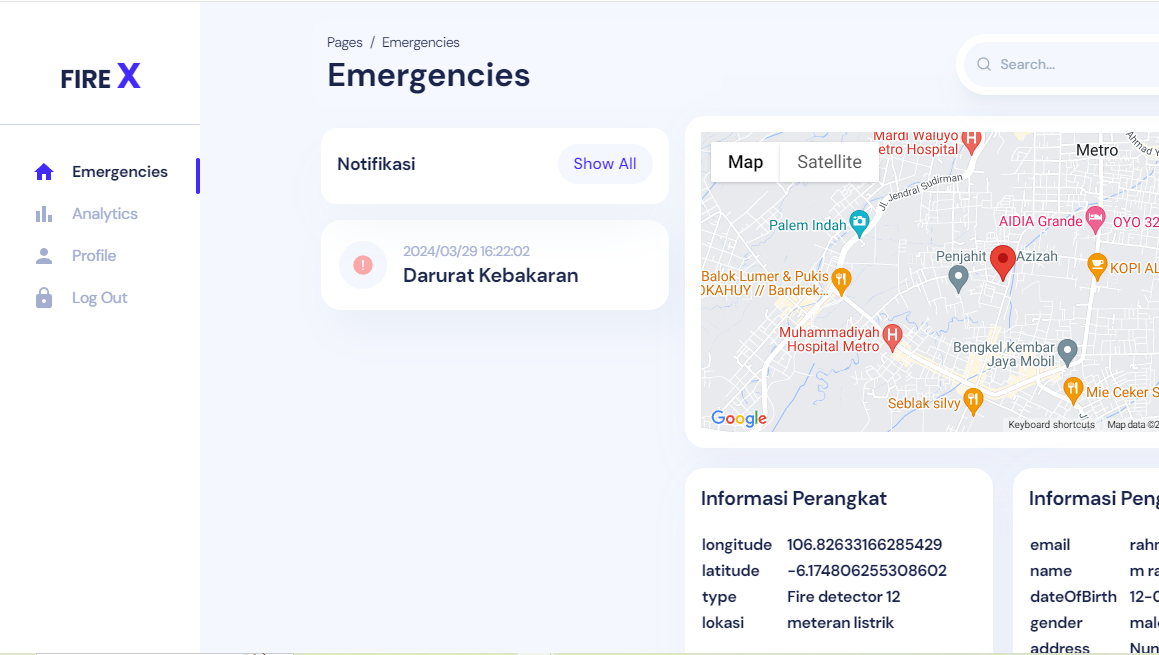 FIRE X
Emergencies
Analytics
Profile
Log Out
Pages / Emergencies
Emergencies
Search...
Notifikasi
Show All
2024/03/29 16:22:02
Darurat Kebakaran
Map
Satellite
Mardi Waluyo
etro Hospital
H
Metro
Ahmad Y
Jl. Jendral Sudirman
Palem Indah
AIDIA Grande
OYO 32
Penjahit
Azizah
Balok Lumer & Pukis
OKAHUY // Bandrek...
KOPI AL
Muhammadiyah
Hospital Metro
H
Bengkel Kembar
Jaya Mobil
Seblak silvy
Mie Ceker S
Google
Keyboard shortcuts
Map data ©2
Informasi Perangkat
longitude 106.82633166285429
latitude -6.174806255308602
type Fire detector 12
lokasi meteran listrik
Informasi Peng
email rahm
name m ra
dateOfBirth 12-0
gender male
address Nun